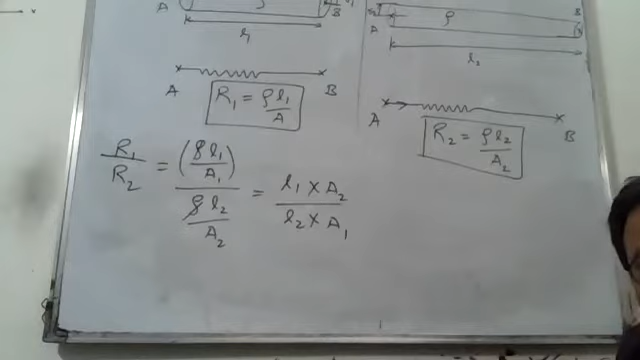 A ρ B
l₁
ρ B
A
l₂
A B
R₁ = ρl₁/A
A B
R₂ = ρl₂/A₂
R₁/R₂ = (ρl₁/A₁)/(ρl₂/A₂) = l₁ × A₂/l₂ × A₁